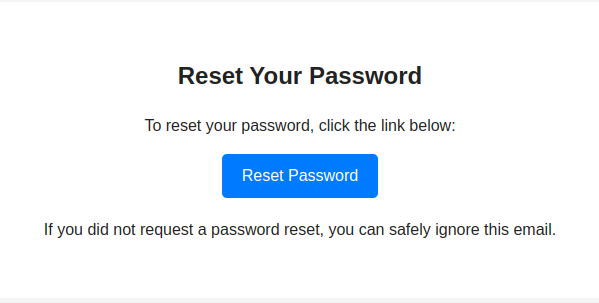 Reset Your Password
To reset your password, click the link below:
Reset Password
If you did not request a password reset, you can safely ignore this email.